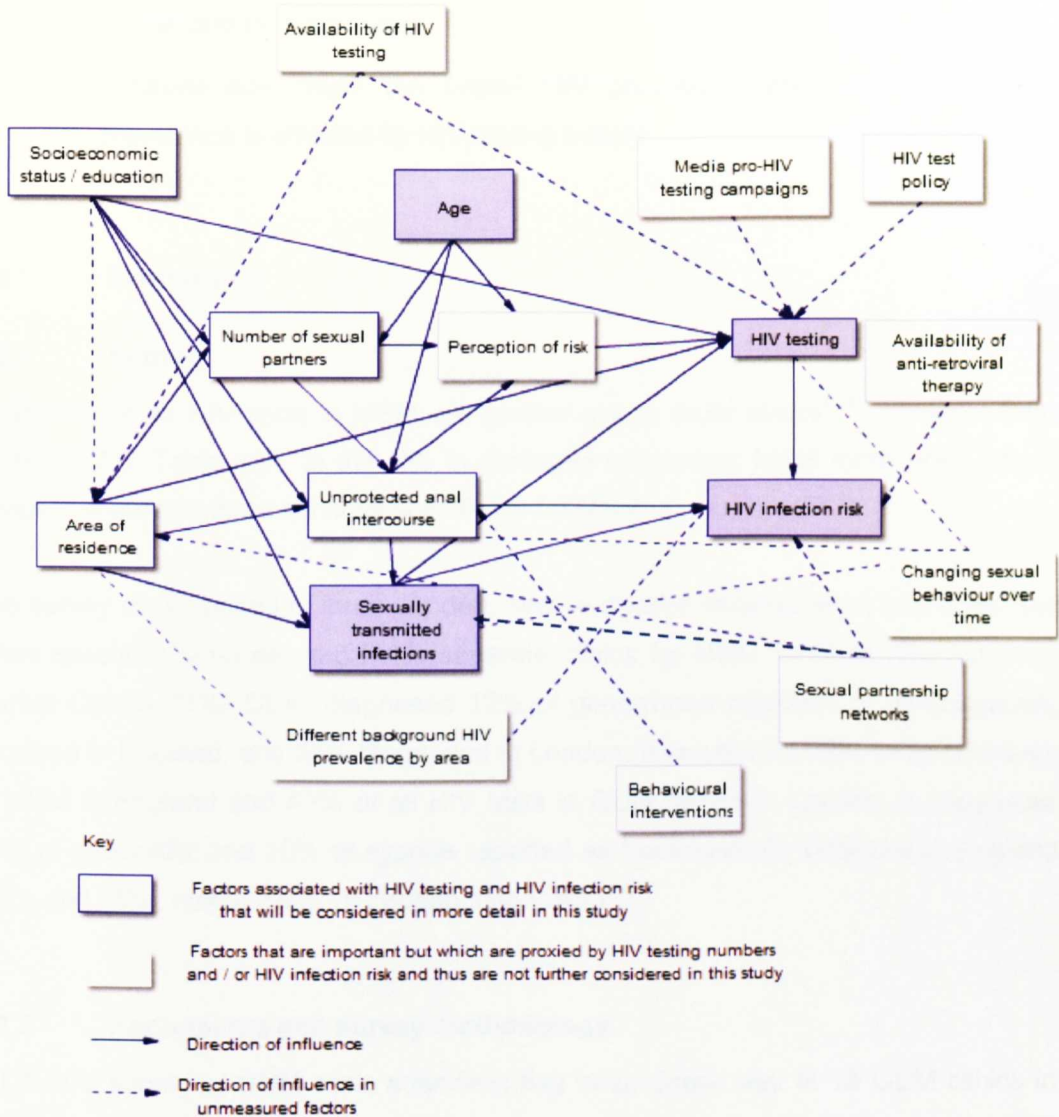 Availability of HIV
testing
Socioeconomic
status / education
Age
Media pro-HIV
testing campaigns
HIV test
policy
Number of sexual
partners
Perception of risk
HIV testing
Availability of
anti-retroviral
therapy
Area of
residence
Unprotected anal
intercourse
HIV infection risk
Sexually
transmitted
infections
Changing sexual
behaviour over
time
Sexual partnership
networks
Different background HIV
prevalence by area
Behavioural
interventions
Key
Factors associated with HIV testing and HIV infection risk
that will be considered in more detail in this study
Factors that are important but which are proxied by HIV testing numbers
and / or HIV infection risk and thus are not further considered in this study
Direction of influence
Direction of influence in
unmeasured factors